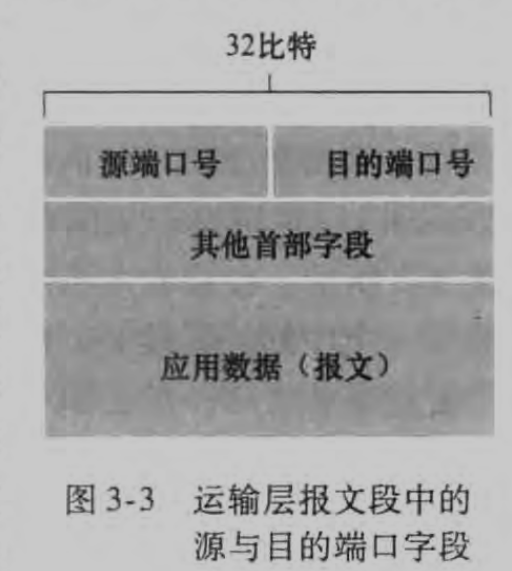 32比特
源端口号 目的端口号
其他首部字段
应用数据（报文）
图 3-3 运输层报文段中的
源与目的端口字段